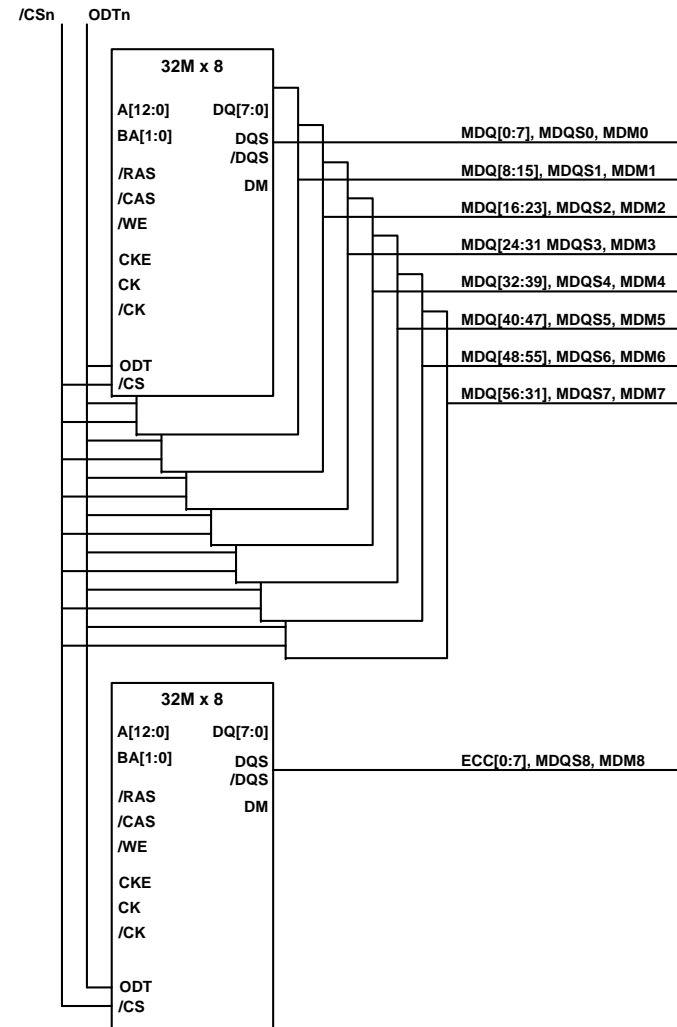 /CSn ODTn
32M x 8
A[12:0] DQ[7:0]
BA[1:0] DQS
/DQS
/RAS DM
/CAS
/WE
CKE
CK
/CK
ODT
/CS
MDQ[0:7], MDQS0, MDM0
MDQ[8:15], MDQS1, MDM1
MDQ[16:23], MDQS2, MDM2
MDQ[24:31 MDQS3, MDM3
MDQ[32:39], MDQS4, MDM4
MDQ[40:47], MDQS5, MDM5
MDQ[48:55], MDQS6, MDM6
MDQ[56:31], MDQS7, MDM7
32M x 8
A[12:0] DQ[7:0]
BA[1:0] DQS
/DQS
/RAS DM
/CAS
/WE
CKE
CK
/CK
ODT
/CS
ECC[0:7], MDQS8, MDM8